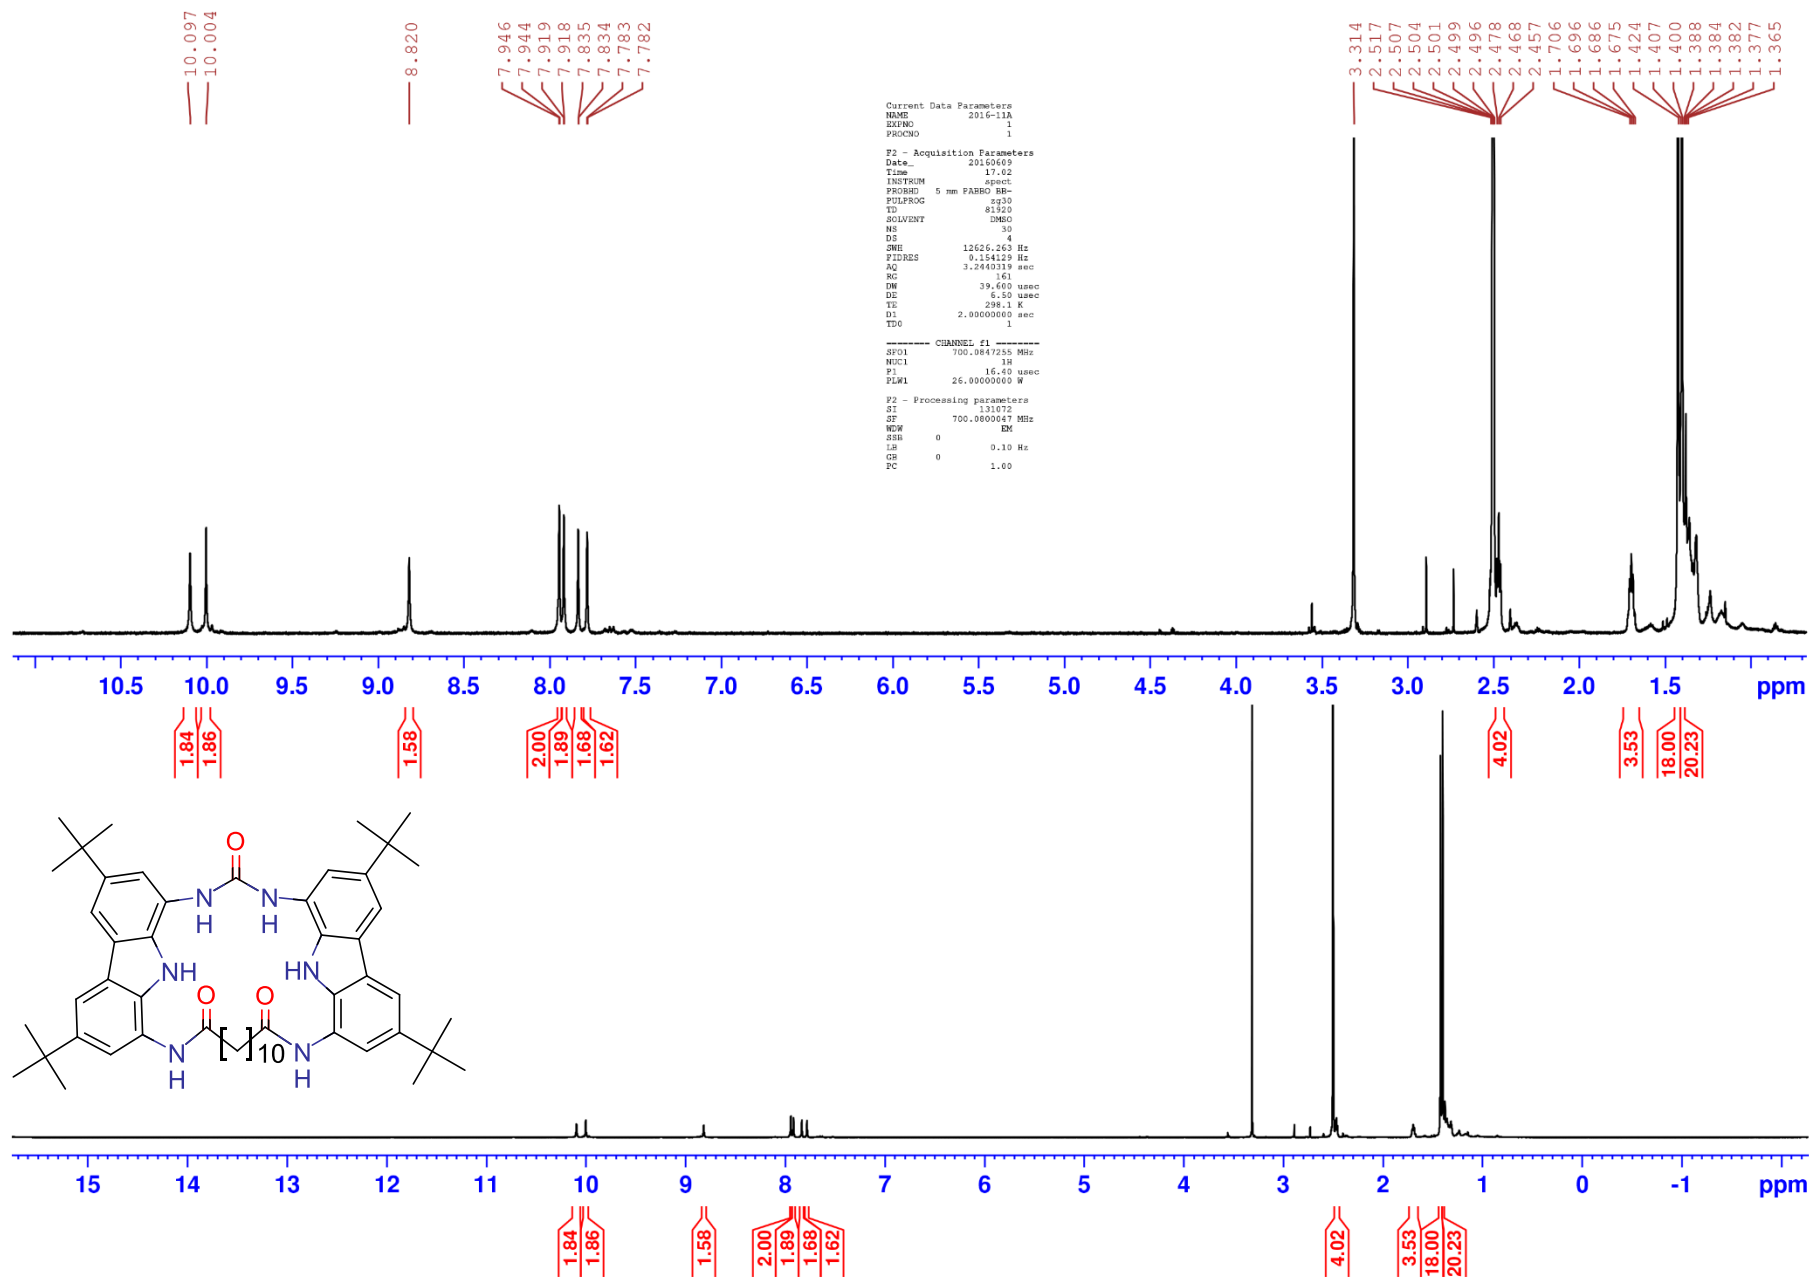 10.097
10.004
8.820
7.946
7.944
7.919
7.918
7.835
7.834
7.783
7.782
3.314
2.517
2.507
2.504
2.501
2.499
2.496
2.478
2.468
2.457
1.706
1.696
1.686
1.675
1.424
1.407
1.400
1.388
1.384
1.382
1.377
1.365
Current Data Parameters
NAME 2016-11A
EXPNO 1
PROCNO 1
F2 - Acquisition Parameters
Date_ 20160609
Time 17.02
INSTRUM spect
PROBHD 5 mm PABBO BB-
PULPROG zg30
TD 81920
SOLVENT DMSO
NS 30
DS 4
SWH 12626.263 Hz
FIDRES 0.154129 Hz
AQ 3.2440319 sec
RG 161
DW 39.600 usec
DE 6.50 usec
TE 298.1 K
D1 2.00000000 sec
TD0 1
======== CHANNEL f1 ========
SFO1 700.0847255 MHz
NUC1 1H
P1 16.40 usec
PLW1 26.00000000 W
F2 - Processing parameters
SI 131072
SF 700.0800047 MHz
WDW EM
SSB 0
LB 0.10 Hz
GB 0
PC 1.00
10.5 10.0 9.5 9.0 8.5 8.0 7.5 7.0 6.5 6.0 5.5 5.0 4.5 4.0 3.5 3.0 2.5 2.0 1.5 ppm
1.84
1.86
1.58
2.00
1.89
1.68
1.62
4.02
3.53
18.00
20.23
O
N N
H H
NH HN
O O
10
N N
H H
15 14 13 12 11 10 9 8 7 6 5 4 3 2 1 0 -1 ppm
1.84
1.86
1.58
2.00
1.89
1.68
1.62
4.02
3.53
18.00
20.23